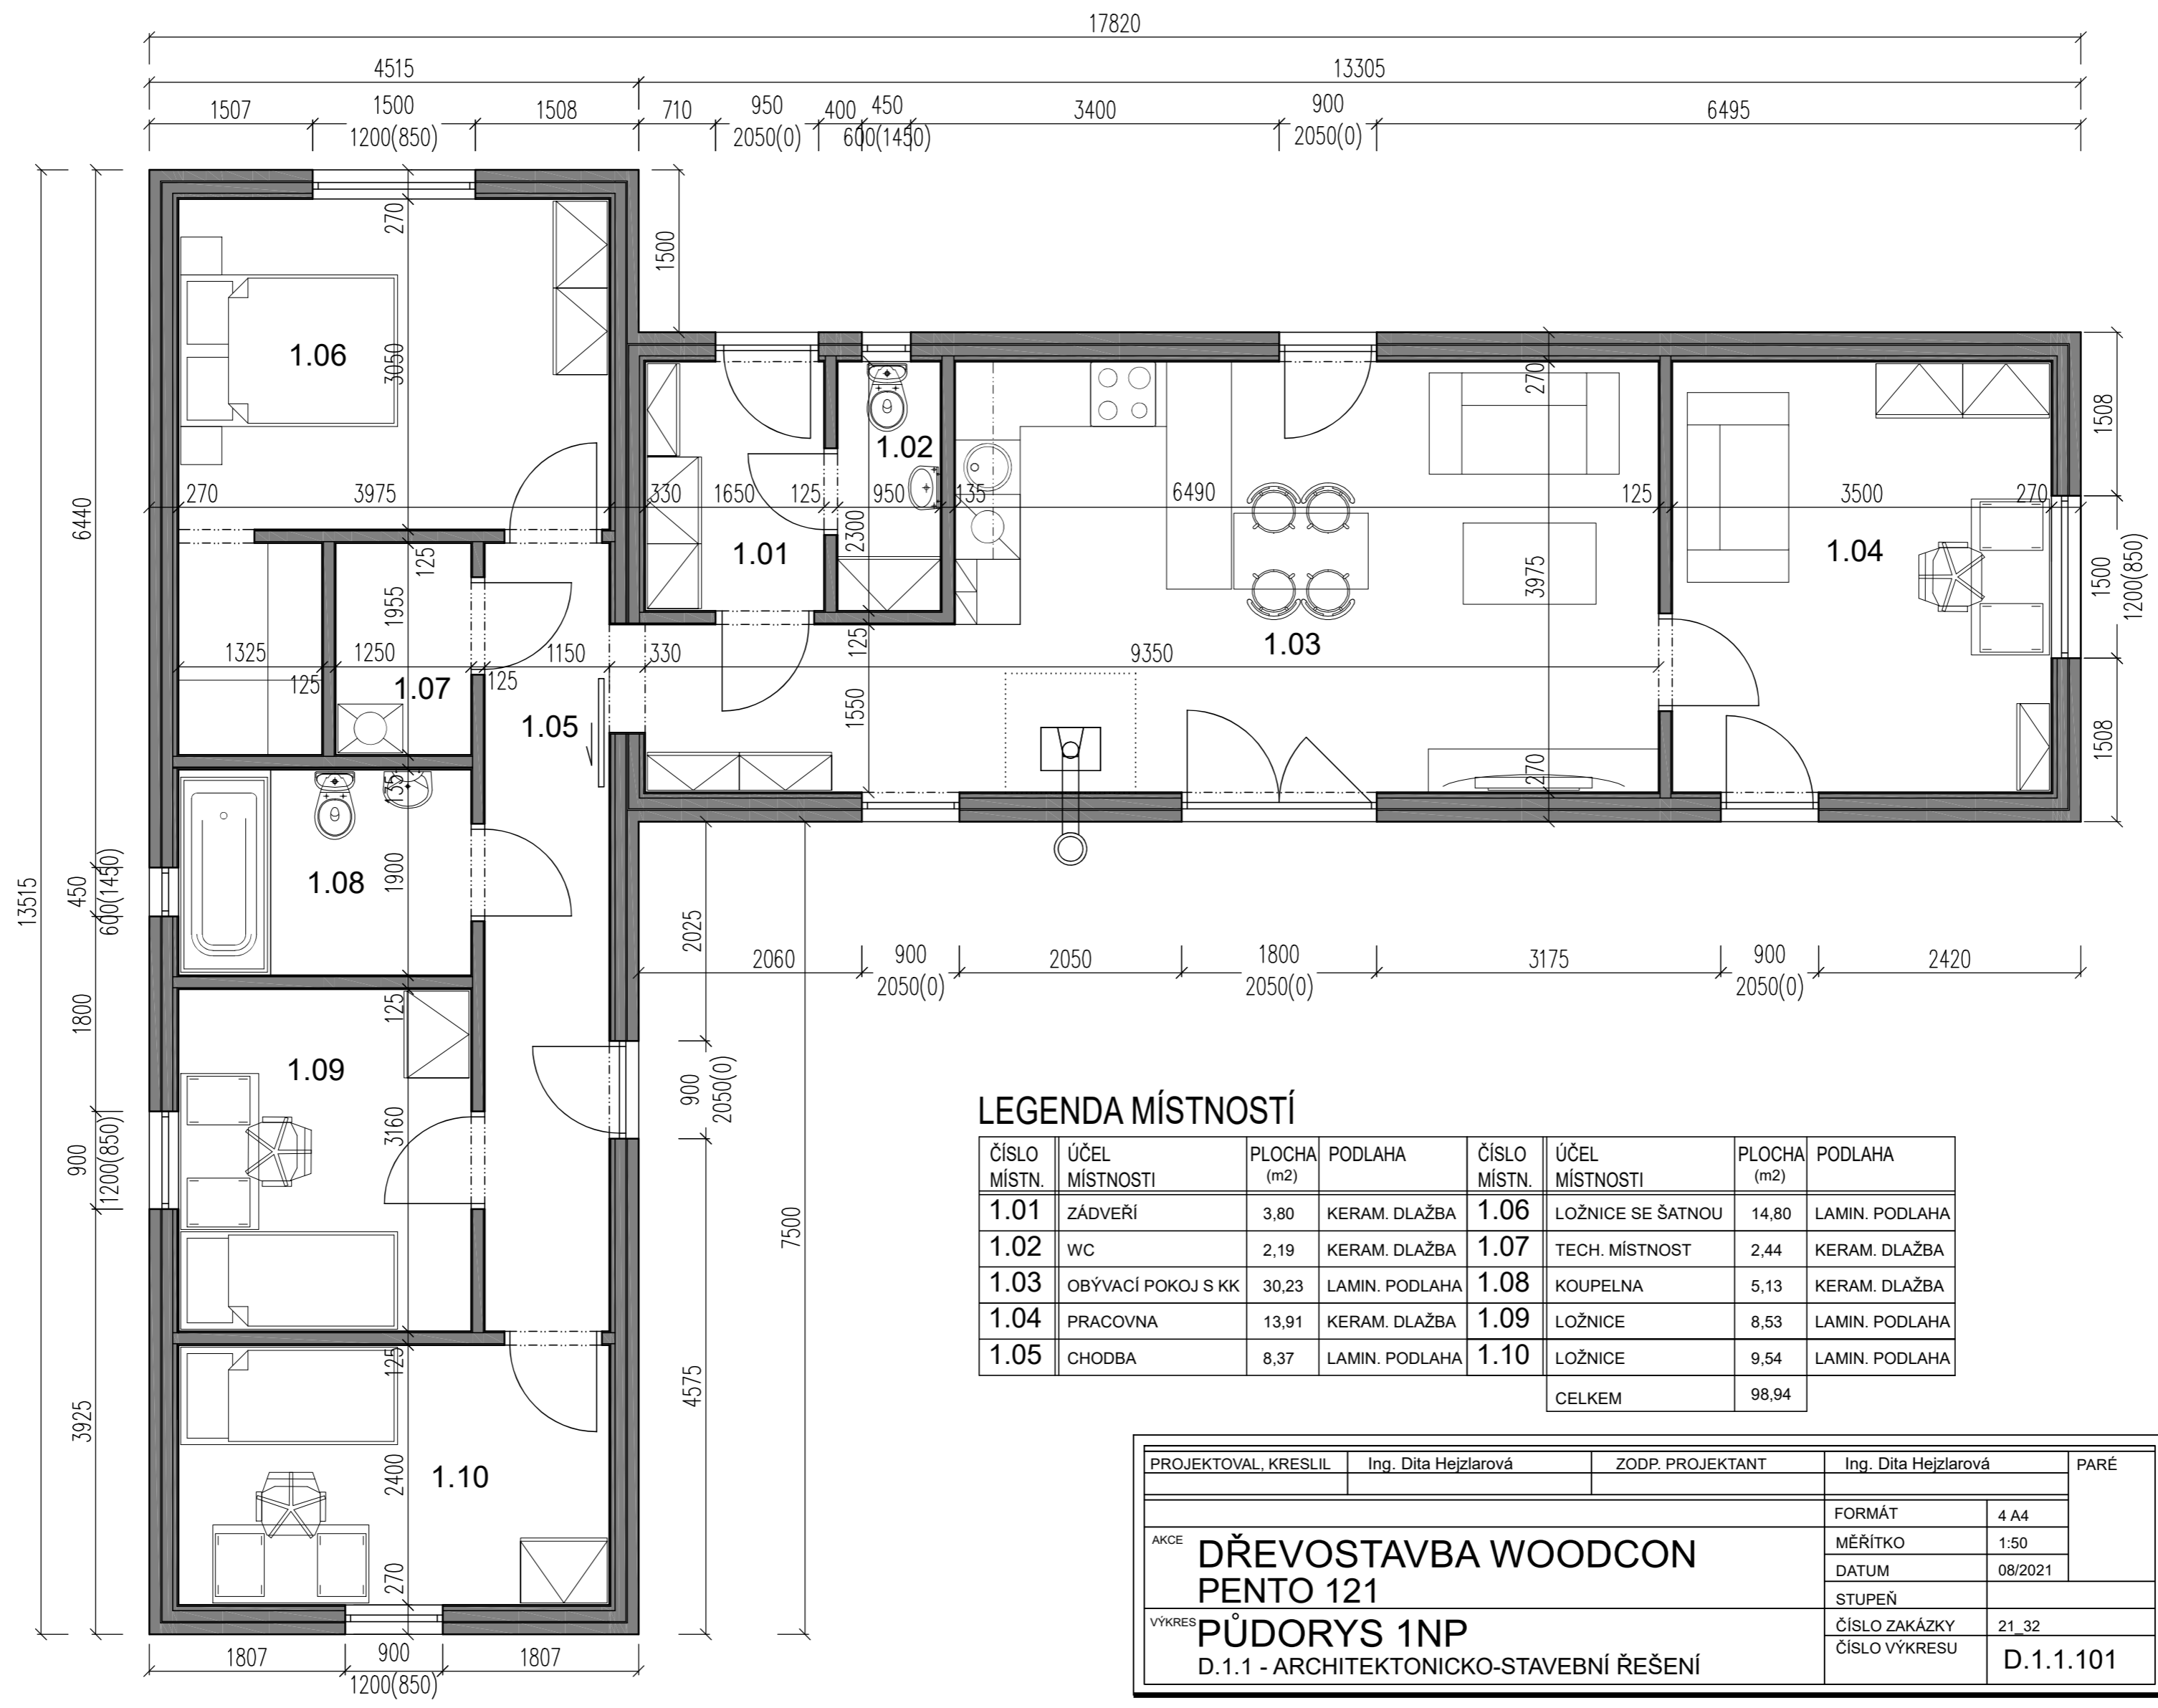 17820
4515 13305
1507 1500 1508 710 950 400 450 3400 900 6495
1200(850) 2050(0) 600(1450) 2050(0)
270
1500
1.06
3050
270
1.02
1508
270 3975 330 1650 125 950 135 6490 125 3500 270
6440
2300
1.01
1.04
125
1955
3975
1500
1200(850)
1.03
1325 1250 1150 330 9350
125
1.07
125
125
1.05
1550
1508
135
270
13515
450
600(1450)
1.08
1900
2025
2060 900 2050 1800 3175 900 2420
2050(0) 2050(0) 2050(0)
1800
125
1.09
900
2050(0)
3160
900
1200(850)
7500
LEGENDA MÍSTNOSTÍ
ČÍSLO ÚČEL PLOCHA PODLAHA ČÍSLO ÚČEL PLOCHA PODLAHA
MÍSTN. MÍSTNOSTI (m2) MÍSTN. MÍSTNOSTI (m2)
1.01 ZÁDVEŘÍ 3,80 KERAM. DLAŽBA 1.06 LOŽNICE SE ŠATNOU 14,80 LAMIN. PODLAHA
1.02 WC 2,19 KERAM. DLAŽBA 1.07 TECH. MÍSTNOST 2,44 KERAM. DLAŽBA
1.03 OBÝVACÍ POKOJ S KK 30,23 LAMIN. PODLAHA 1.08 KOUPELNA 5,13 KERAM. DLAŽBA
1.04 PRACOVNA 13,91 KERAM. DLAŽBA 1.09 LOŽNICE 8,53 LAMIN. PODLAHA
1.05 CHODBA 8,37 LAMIN. PODLAHA 1.10 LOŽNICE 9,54 LAMIN. PODLAHA
CELKEM 98,94
125
4575
3925
2400
1.10
270
1807 900 1807
1200(850)
PROJEKTOVAL, KRESLIL Ing. Dita Hejzlarová ZODP. PROJEKTANT Ing. Dita Hejzlarová PARÉ
FORMÁT 4 A4
AKCE DŘEVOSTAVBA WOODCON
PENTO 121
MĚŘÍTKO 1:50
DATUM 08/2021
STUPEŇ
VÝKRES PŮDORYS 1NP
D.1.1 - ARCHITEKTONICKO-STAVEBNÍ ŘEŠENÍ
ČÍSLO ZAKÁZKY 21_32
ČÍSLO VÝKRESU D.1.1.101